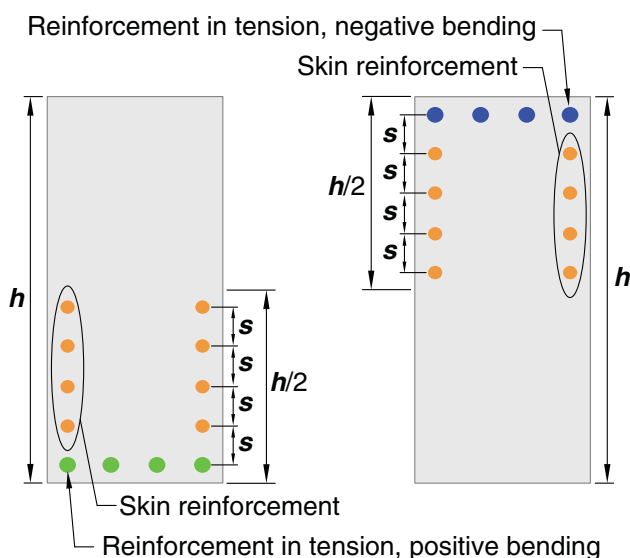 Reinforcement in tension, negative bending
Skin reinforcement
h
s
s
s
s
h/2
h
h
s
s
s
s
h/2
Skin reinforcement
Reinforcement in tension, positive bending